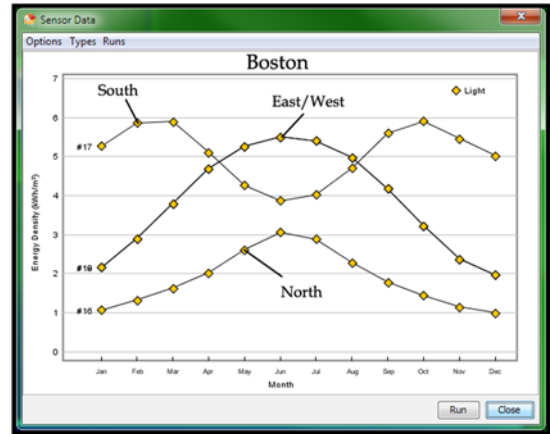 Sensor Data
Options Types Runs
Boston
7
South
East/West
Light
6
#17
5
4
Energy Density (kWh/m²)
3
#19
2
North
#16
1
0
Jan Feb Mar Apr May Jun Jul Aug Sep Oct Nov Dec
Month
Run Close